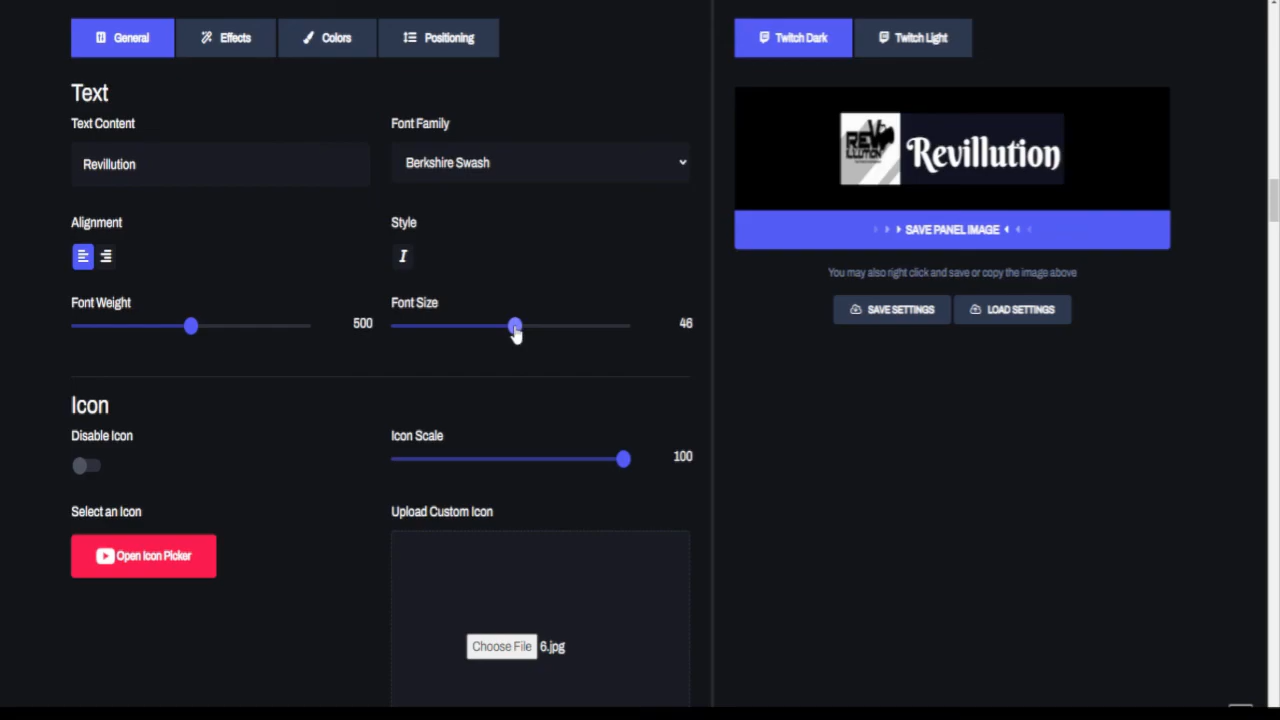 General Effects Colors Positioning
Text
Text Content
Revillution
Font Family
Berkshire Swash
Alignment
Style
I
Font Weight
500
Font Size
46
Icon
Disable Icon
Icon Scale
100
Select an Icon
Open Icon Picker
Upload Custom Icon
Choose File 6.jpg
Twitch Dark Twitch Light
REV
ILLUTION
Revillution
SAVE PANEL IMAGE
You may also right click and save or copy the image above
SAVE SETTINGS LOAD SETTINGS